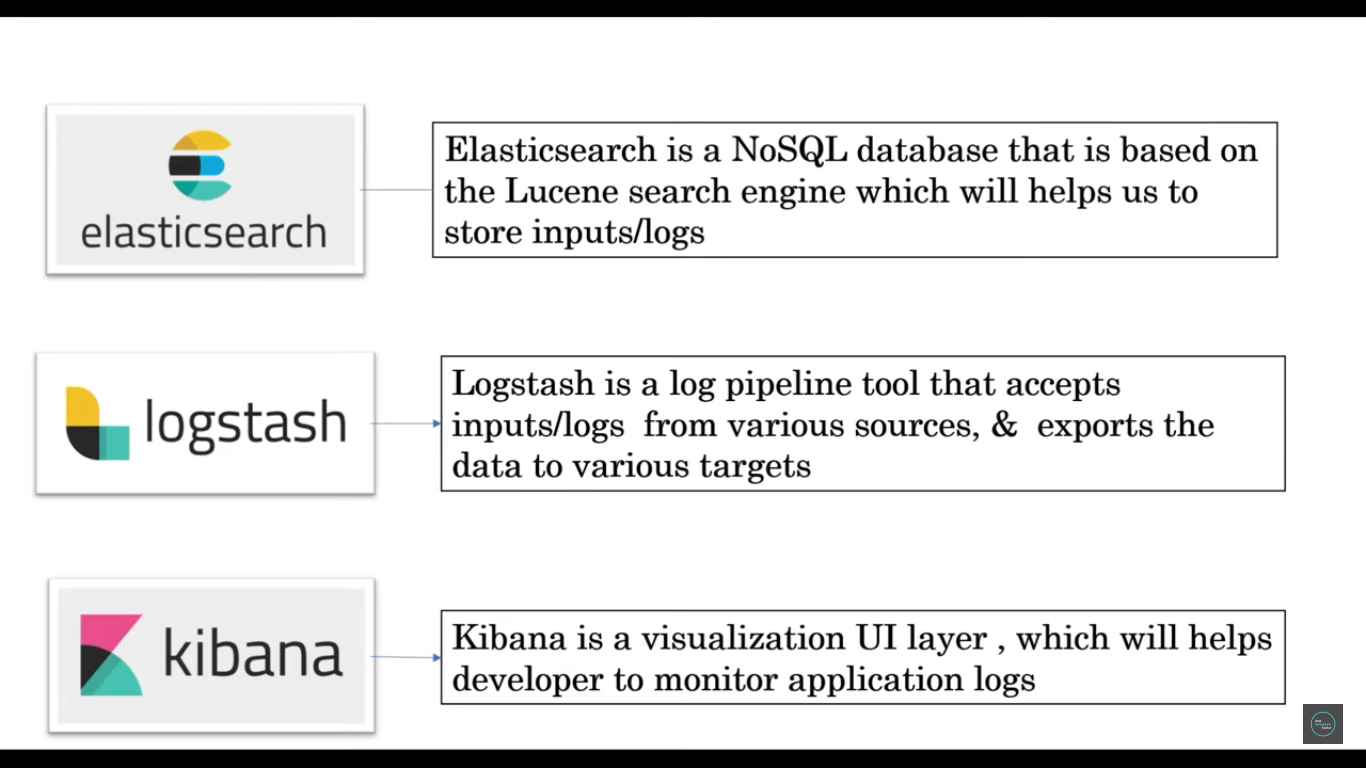 elasticsearch
Elasticsearch is a NoSQL database that is based on
the Lucene search engine which will helps us to
store inputs/logs
logstash
Logstash is a log pipeline tool that accepts
inputs/logs  from various sources, &  exports the
data to various targets
kibana
Kibana is a visualization UI layer , which will helps
developer to monitor application logs